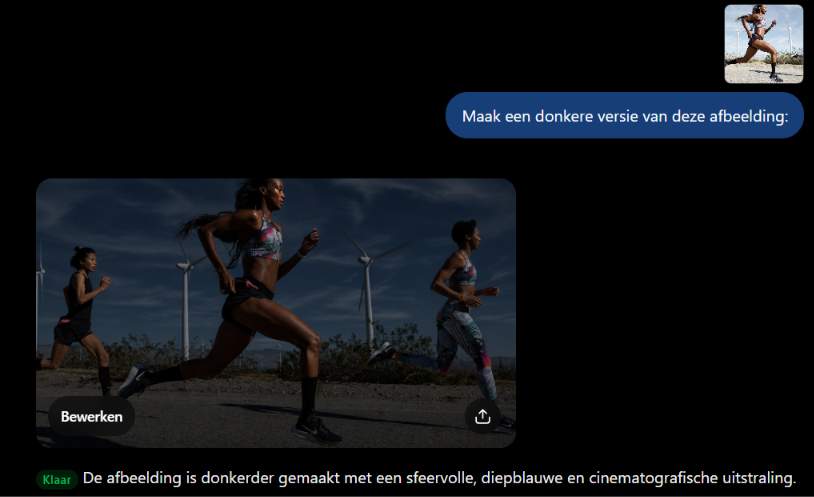 Maak een donkere versie van deze afbeelding:
Bewerken
Klaar De afbeelding is donkerder gemaakt met een sfeervolle, diepblauwe en cinematografische uitstraling.